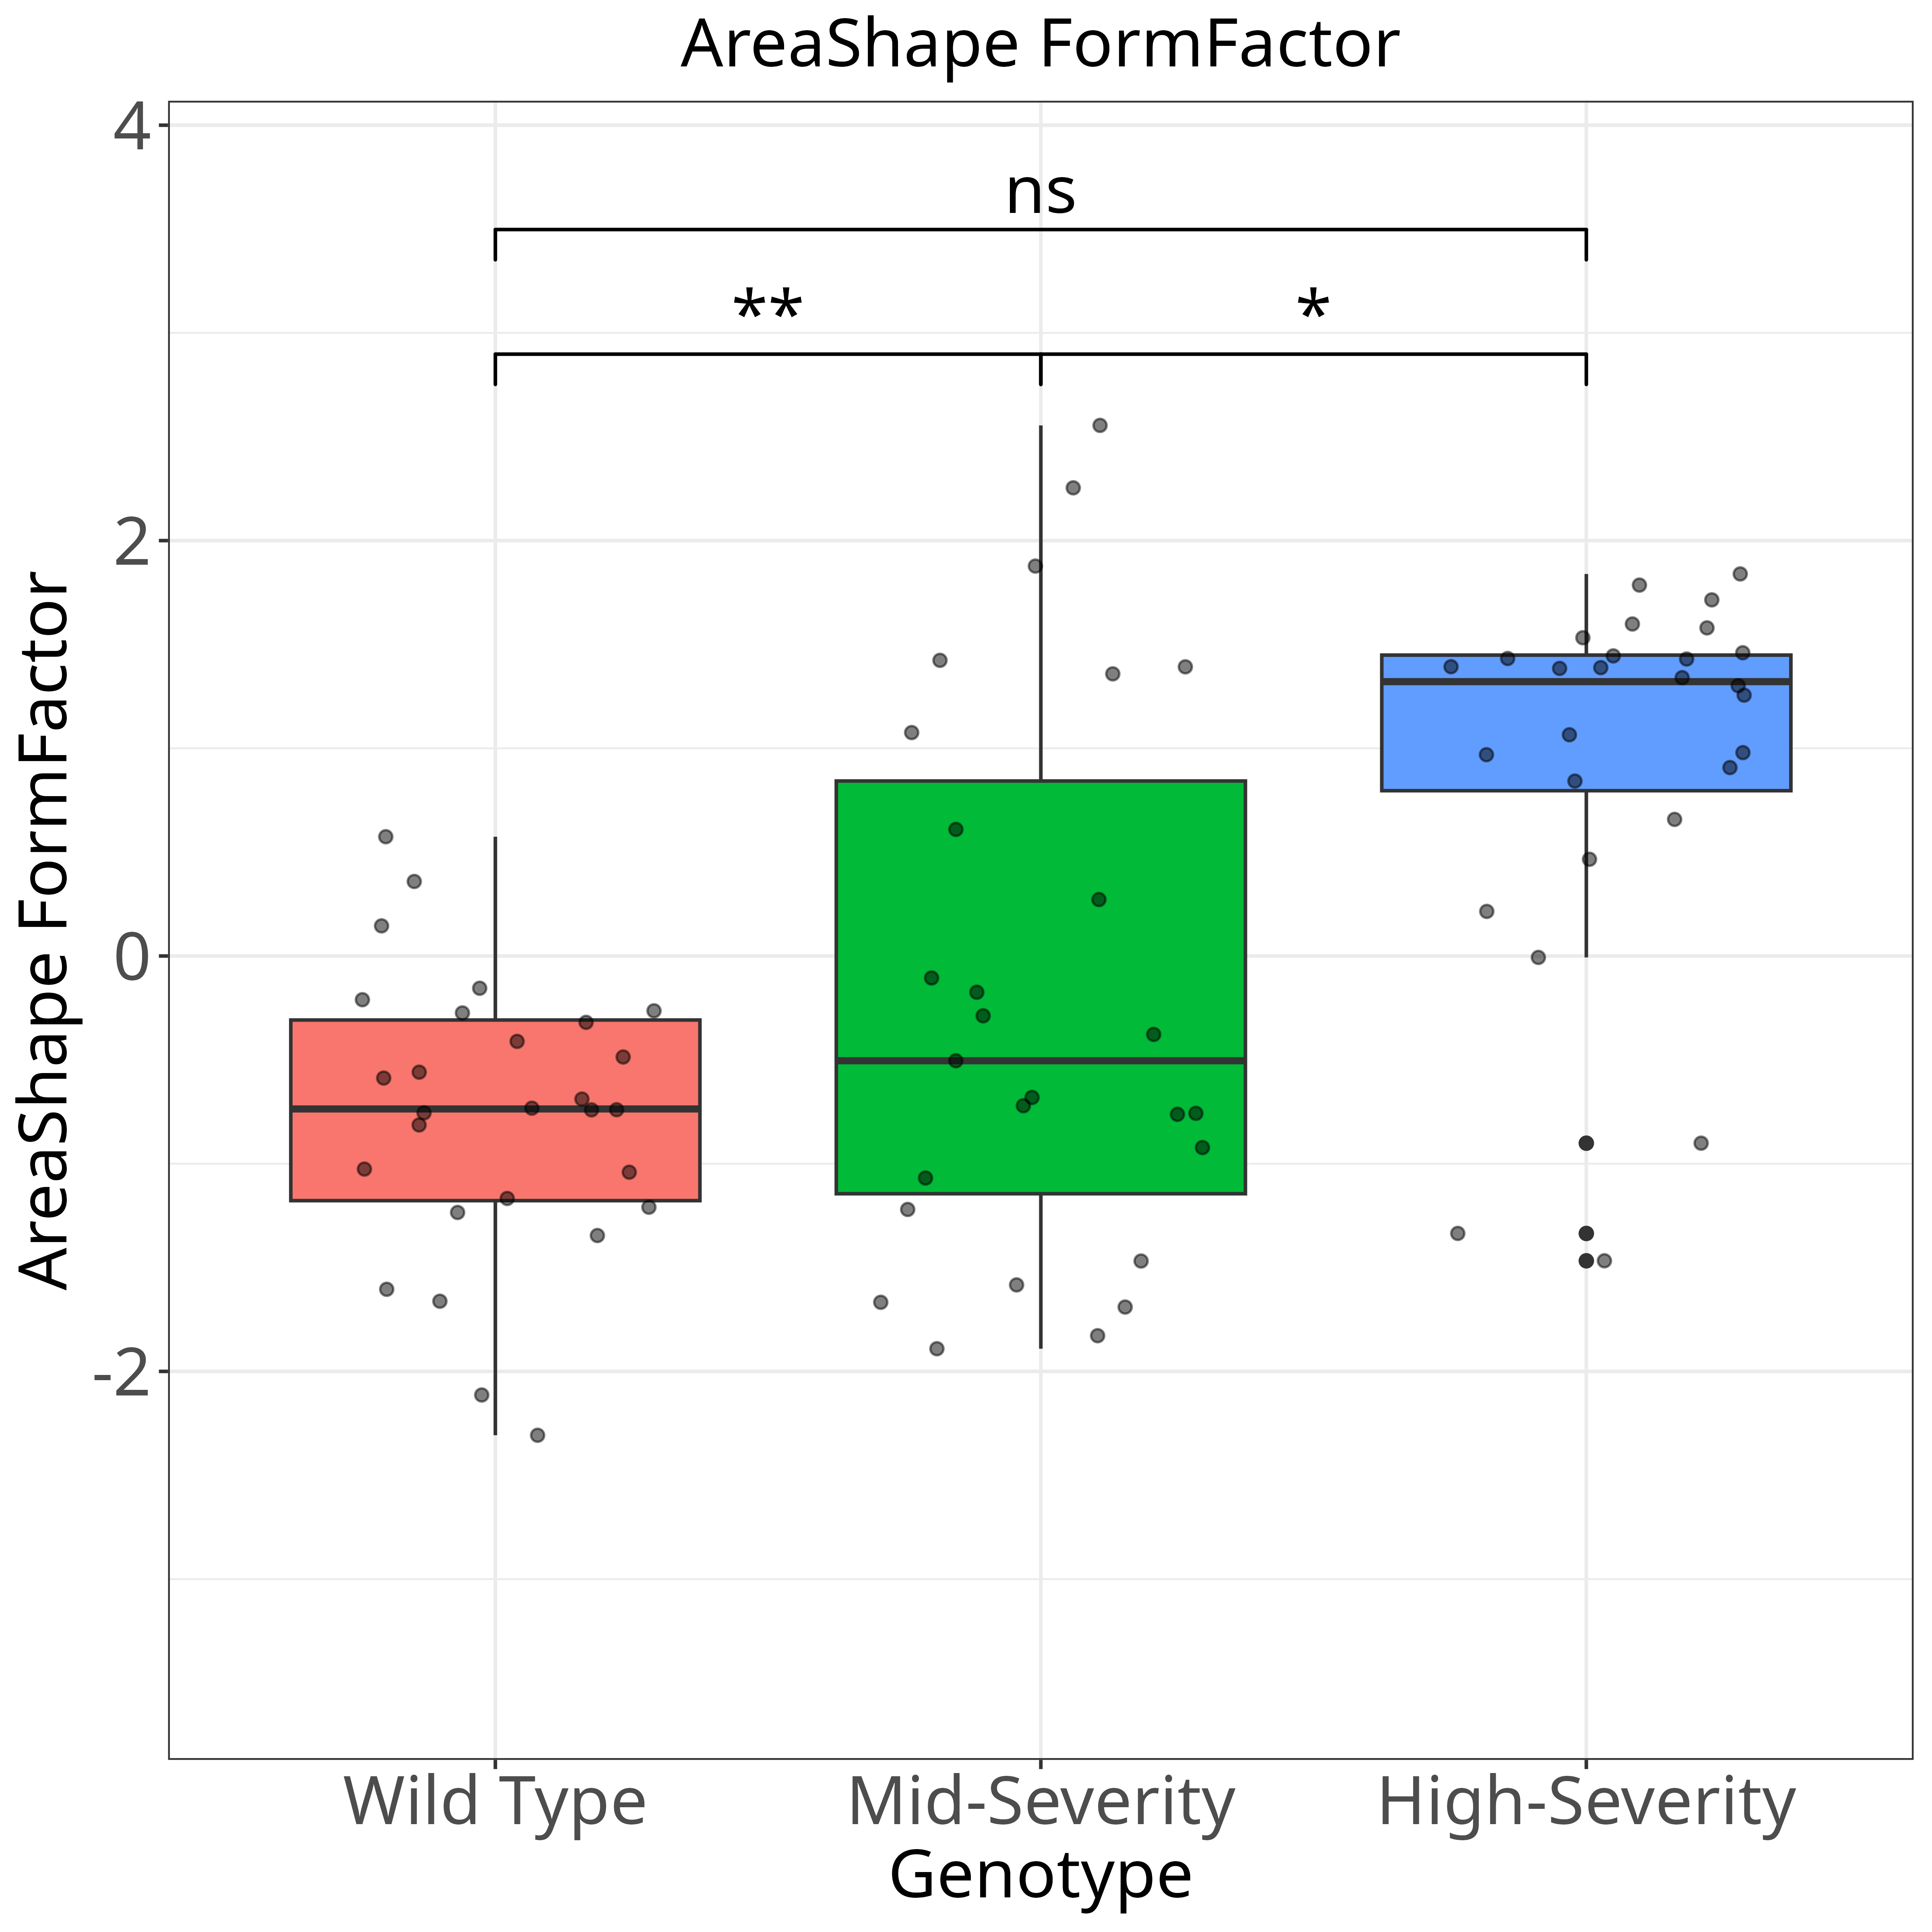 AreaShape FormFactor
AreaShape FormFactor
4
2
0
-2
ns
**
*
Wild Type
Mid-Severity
High-Severity
Genotype